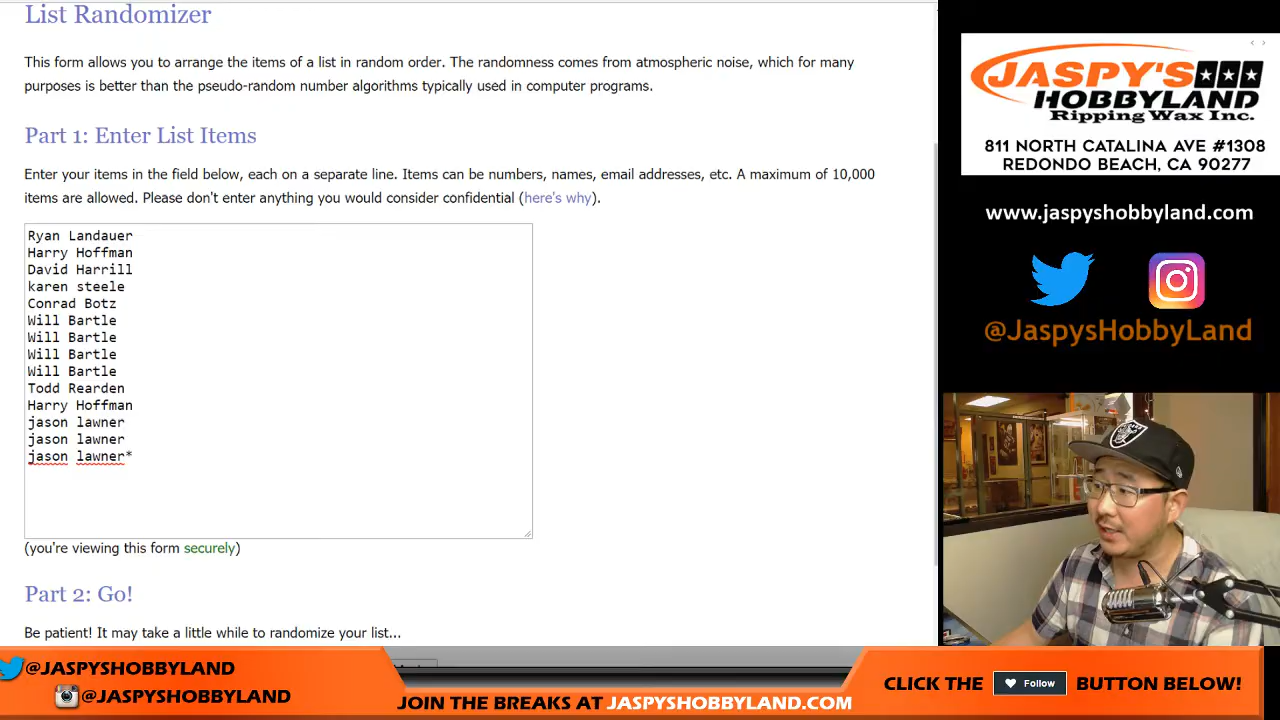 List Randomizer
This form allows you to arrange the items of a list in random order. The randomness comes from atmospheric noise, which for many
purposes is better than the pseudo-random number algorithms typically used in computer programs.
Part 1: Enter List Items
Enter your items in the field below, each on a separate line. Items can be numbers, names, email addresses, etc. A maximum of 10,000
items are allowed. Please don't enter anything you would consider confidential (here's why).
Ryan Landauer
Harry Hoffman
David Harrill
karen steele
Conrad Botz
Will Bartle
Will Bartle
Will Bartle
Will Bartle
Todd Rearden
Harry Hoffman
jason lawner
jason lawner
jason lawner*
(you're viewing this form securely)
Part 2: Go!
Be patient! It may take a little while to randomize your list...
JASPY'S
HOBBYLAND
Ripping Wax Inc.
811 NORTH CATALINA AVE #1308
REDONDO BEACH, CA 90277
www.jaspyshobbyland.com
@JaspysHobbyLand
@JASPYSHOBBYLAND
@JASPYSHOBBYLAND
JOIN THE BREAKS AT JASPYSHOBBYLAND.COM
CLICK THE Follow BUTTON BELOW!